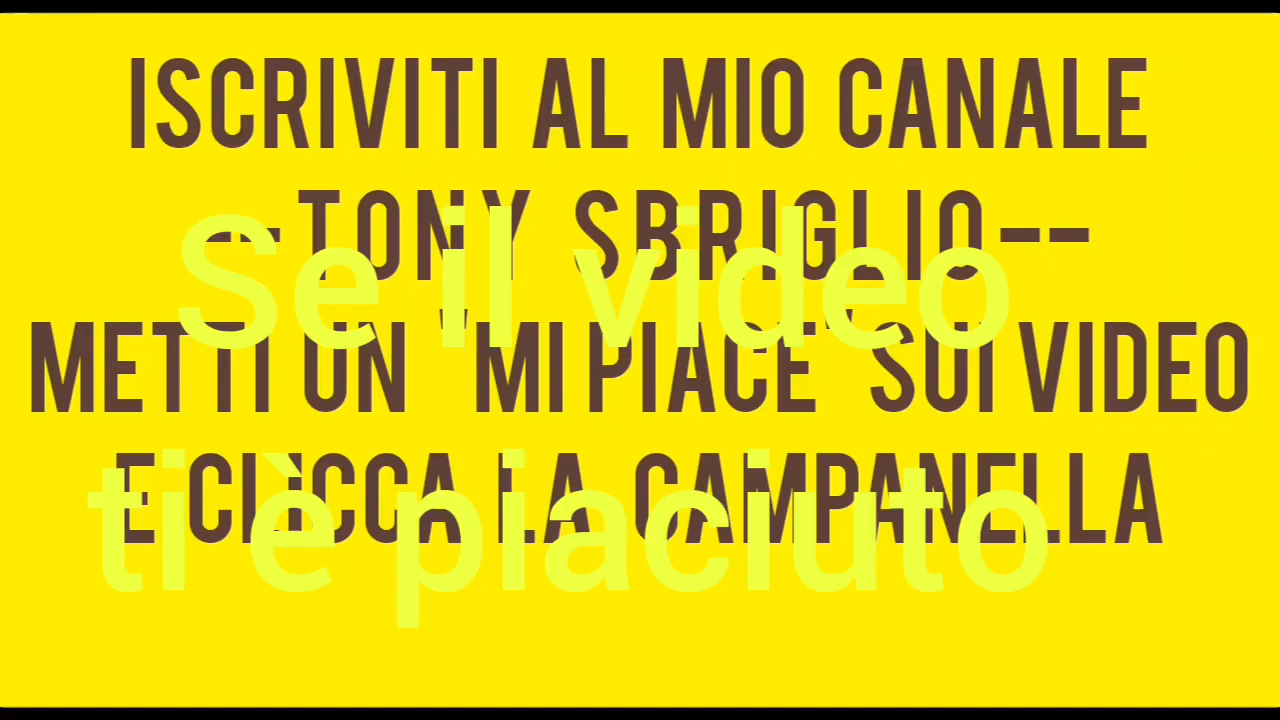 ISCRIVITI AL MIO CANALE
--TONY SBRIGLIO--
METTI UN "MI PIACE" SUI VIDEO
E CLICCA LA CAMPANELLA
Se il video
ti è piaciuto